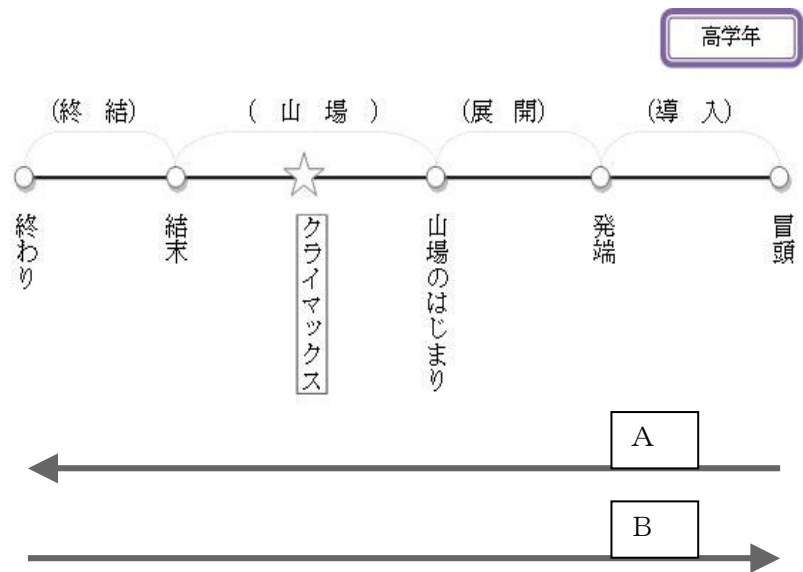 高学年
(導 入)
(展 開)
( 山 場 )
(終 結)
冒頭
発端
山場のはじまり
クライマックス
結末
終わり
A
B